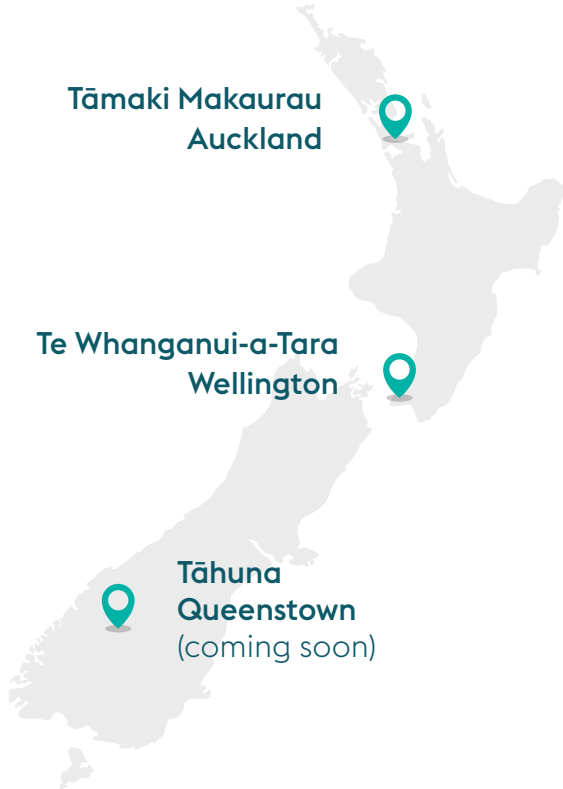 Tāmaki Makaurau
Auckland
Te Whanganui-a-Tara
Wellington
Tāhuna
Queenstown
(coming soon)